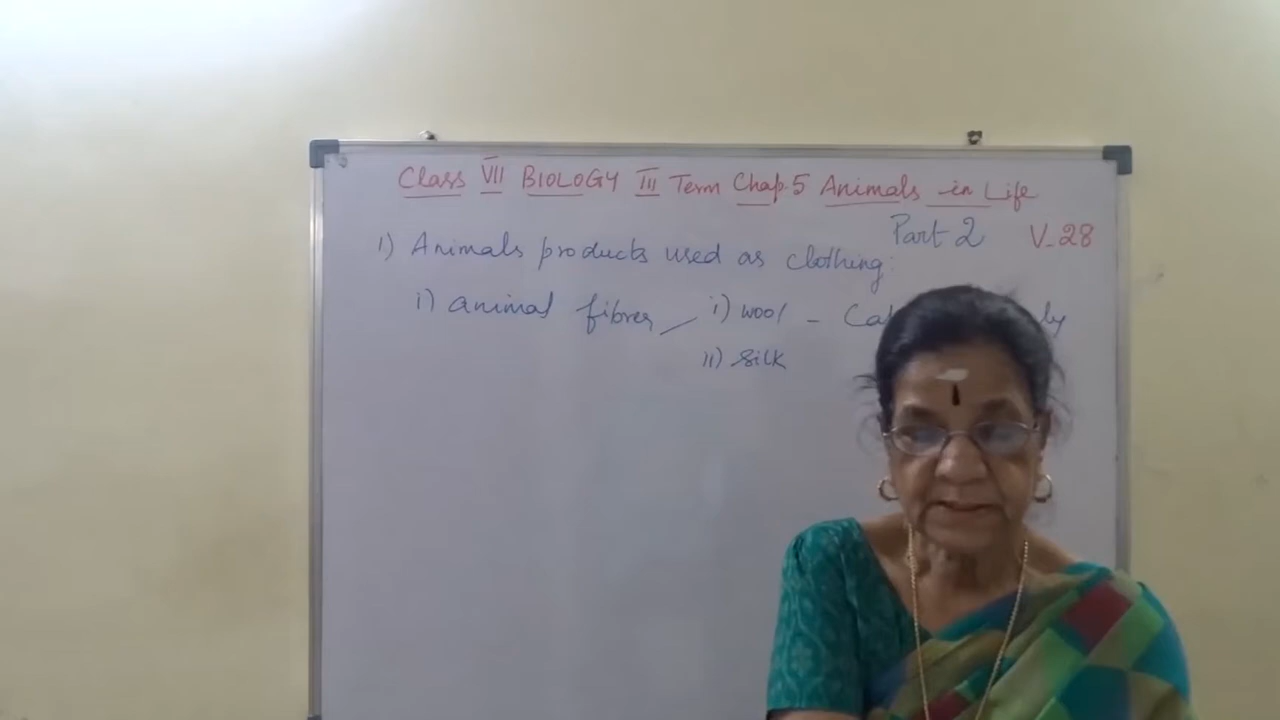 Class VII BIOLOGY III Term Chap.5 Animals in Life
Part 2 V-28
1) Animals products used as clothing:
i) animal fibres i) wool -
ii) Silk